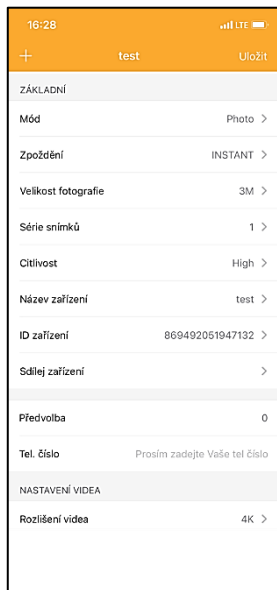 16:28 LTE
+ test Uložit
ZÁKLADNÍ
Mód Photo >
Zpoždění INSTANT >
Velikost fotografie 3M >
Série snímků 1 >
Citlivost High >
Název zařízení test >
ID zařízení 869492051947132 >
Sdílej zařízení >
Předvolba 0
Tel. číslo Prosím zadejte Vaše tel číslo
NASTAVENÍ VIDEA
Rozlišení videa 4K >